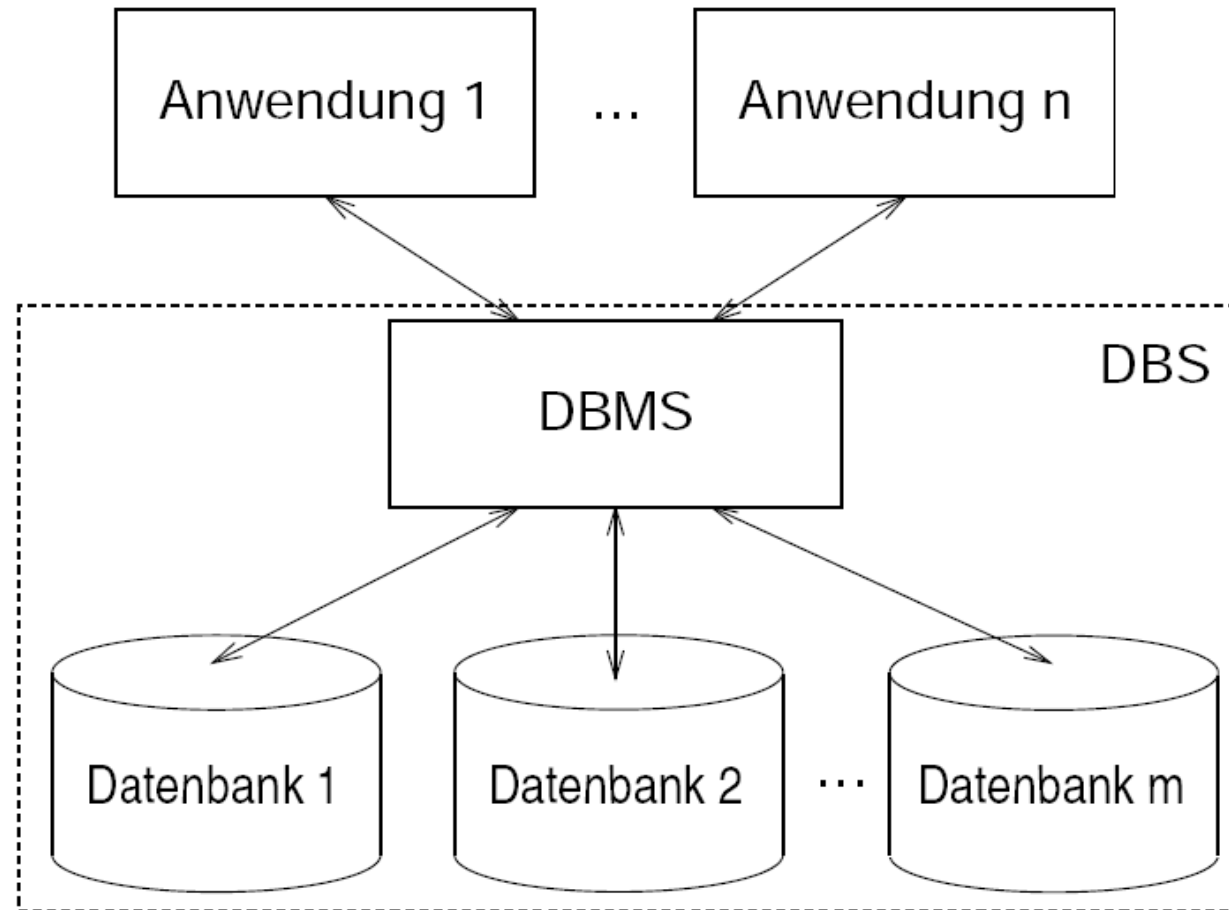 Anwendung 1
...
Anwendung n
DBS
DBMS
Datenbank 1
Datenbank 2
...
Datenbank m